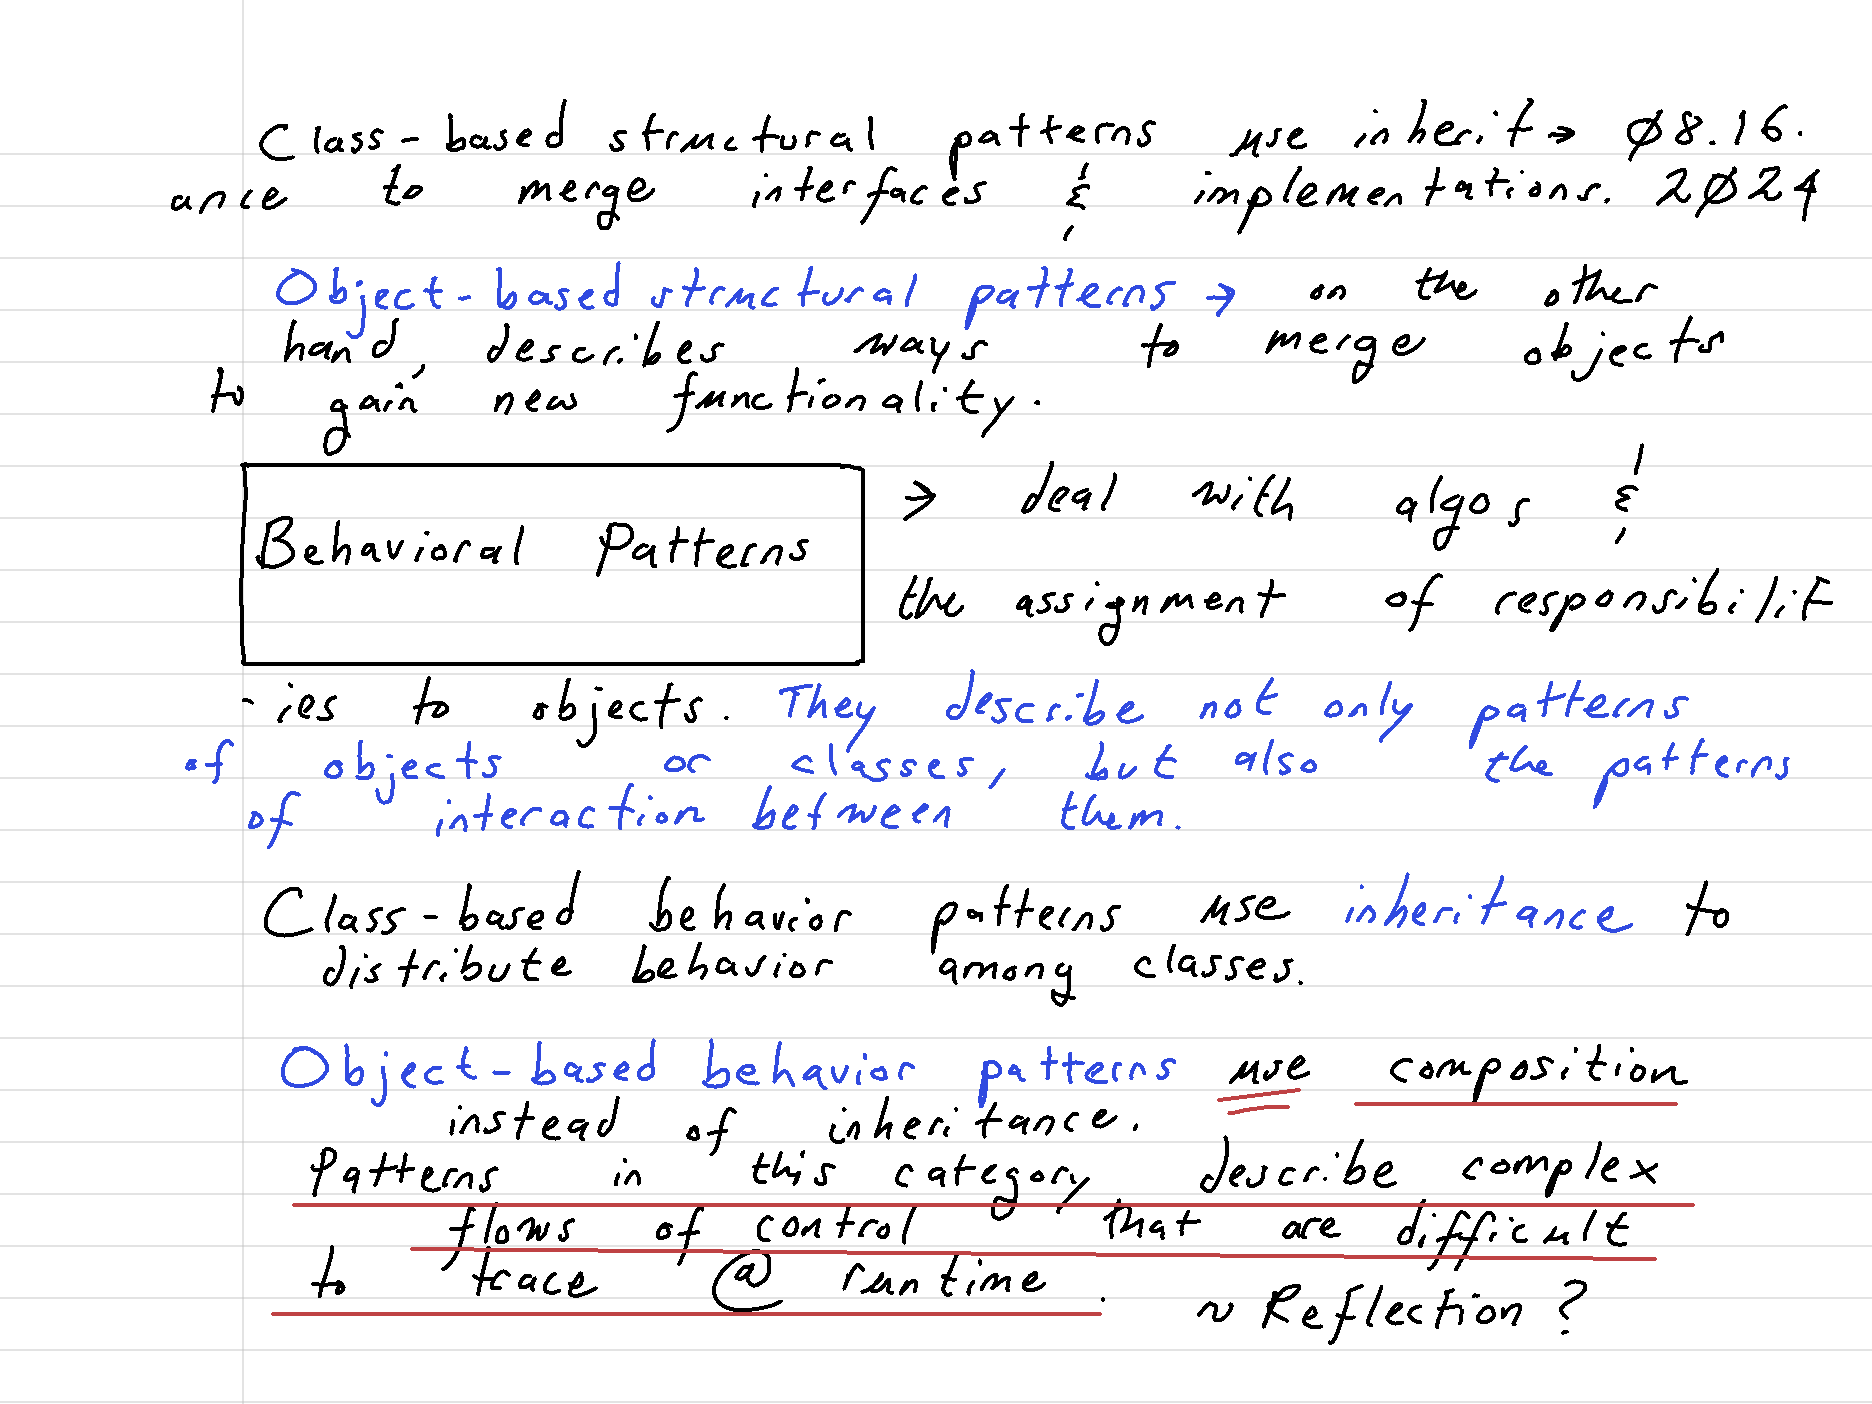 Class-based structural patterns use inherit→ Ø8.16.
ance to merge interfaces & implementations. 2Ø24
Object-based structural patterns → on the other
hand, describes ways to merge objects
to gain new functionality.
Behavioral Patterns → deal with algos &
the assignment of responsibilit
-ies to objects. They describe not only patterns
of objects or classes, but also the patterns
of interaction between them.
Class-based behavior patterns use inheritance to
distribute behavior among classes.
Object-based behavior patterns use composition
instead of inheritance.
Patterns in this category describe complex
flows of control that are difficult
to trace @ runtime. ~ Reflection?